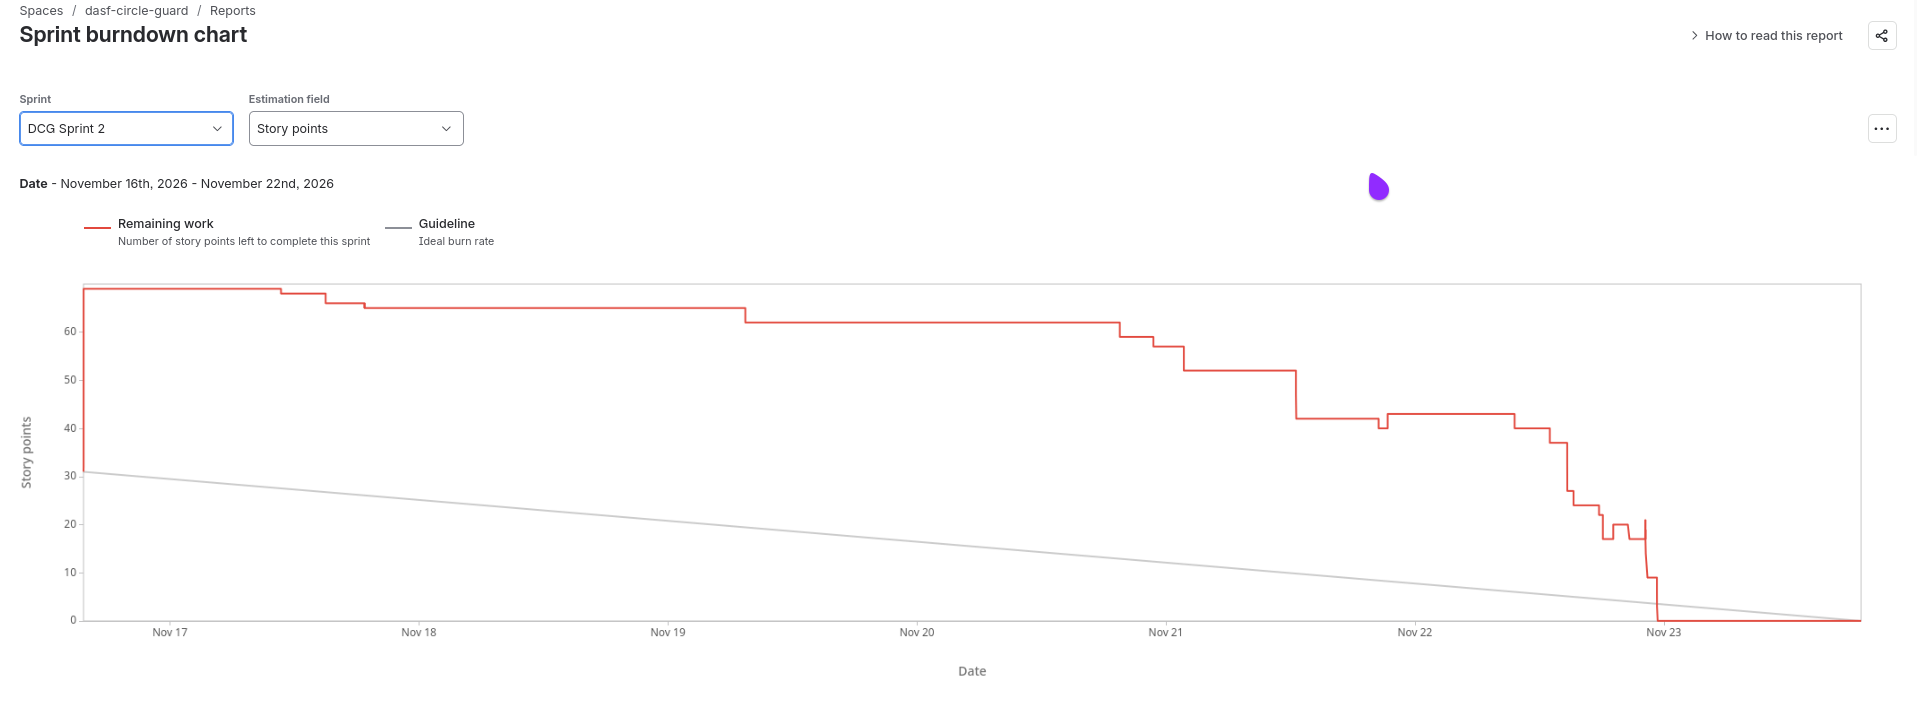 Spaces / dasf-circle-guard / Reports
Sprint burndown chart
How to read this report
Sprint
Estimation field
DCG Sprint 2
Story points
Date - November 16th, 2026 - November 22nd, 2026
Remaining work
Number of story points left to complete this sprint
Guideline
Ideal burn rate
60
50
40
30
20
10
0
Story points
Nov 17
Nov 18
Nov 19
Nov 20
Nov 21
Nov 22
Nov 23
Date